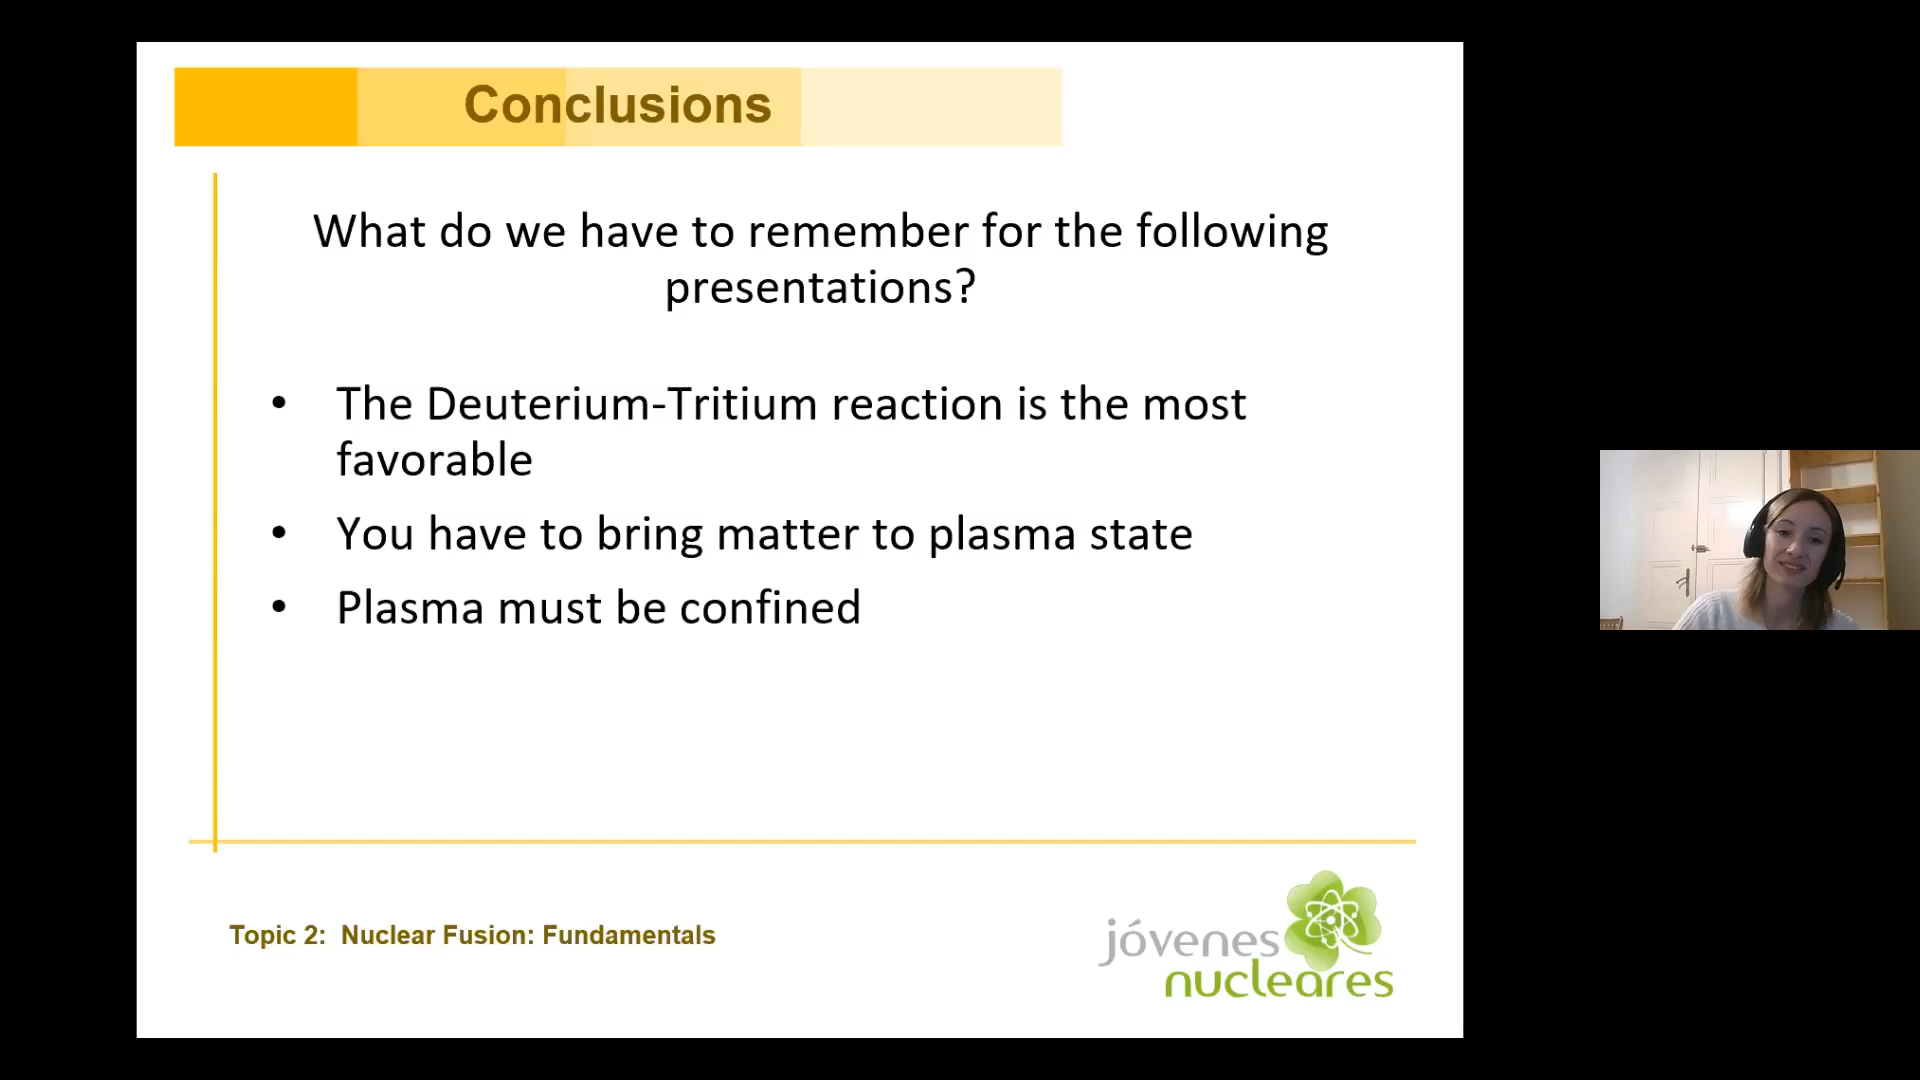 Conclusions
What do we have to remember for the following
presentations?
• The Deuterium-Tritium reaction is the most
favorable
• You have to bring matter to plasma state
• Plasma must be confined
Topic 2: Nuclear Fusion: Fundamentals
jóvenes
nucleares